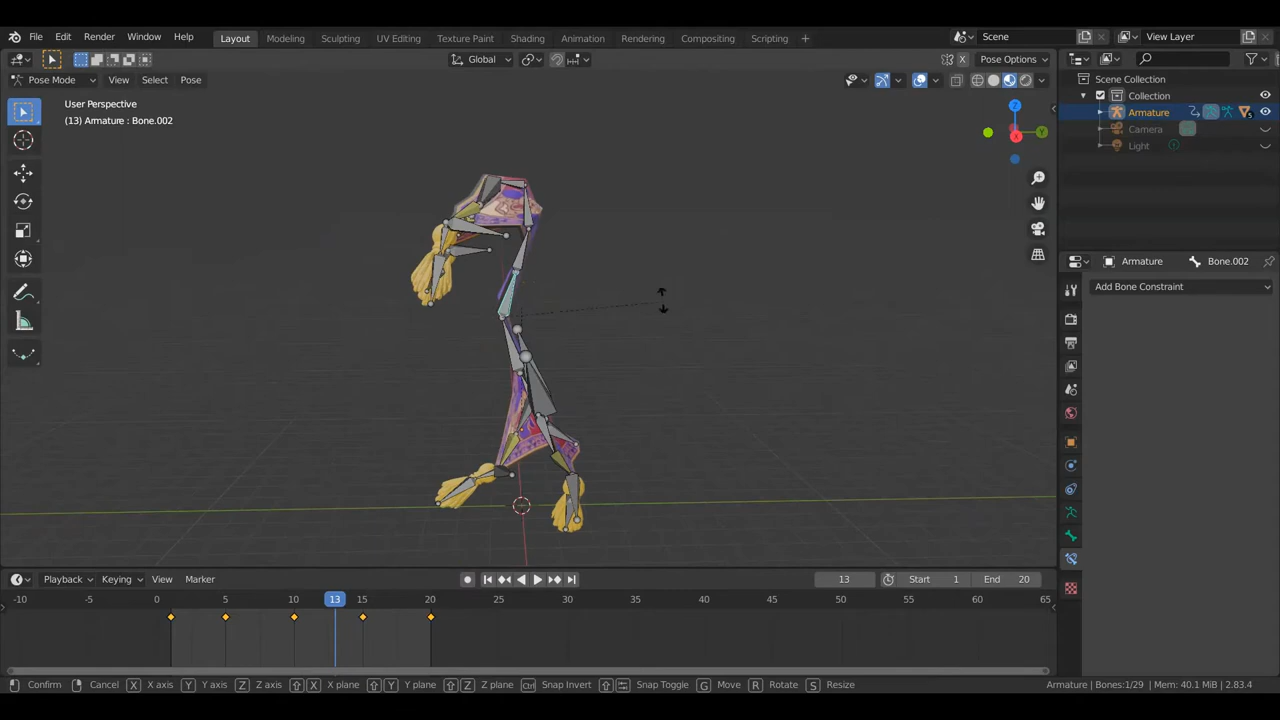 File Edit Render Window Help Layout Modeling Sculpting UV Editing Texture Paint Shading Animation Rendering Compositing Scripting + Scene View Layer
Global X Pose Options
Pose Mode View Select Pose
User Perspective
(13) Armature : Bone.002
Z
Y
X
Scene Collection
Collection
Armature
5
Camera
Light
Armature Bone.002
Add Bone Constraint
Playback Keying View Marker 13 Start 1 End 20
-10 -5 0 5 10 13 15 20 25 30 35 40 45 50 55 60 65
Confirm Cancel X X axis Y Y axis Z Z axis X X plane Y Y plane Z Z plane Ctrl Snap Invert Snap Toggle G Move R Rotate S Resize Armature | Bones:1/29 | Mem: 40.1 MiB | 2.83.4